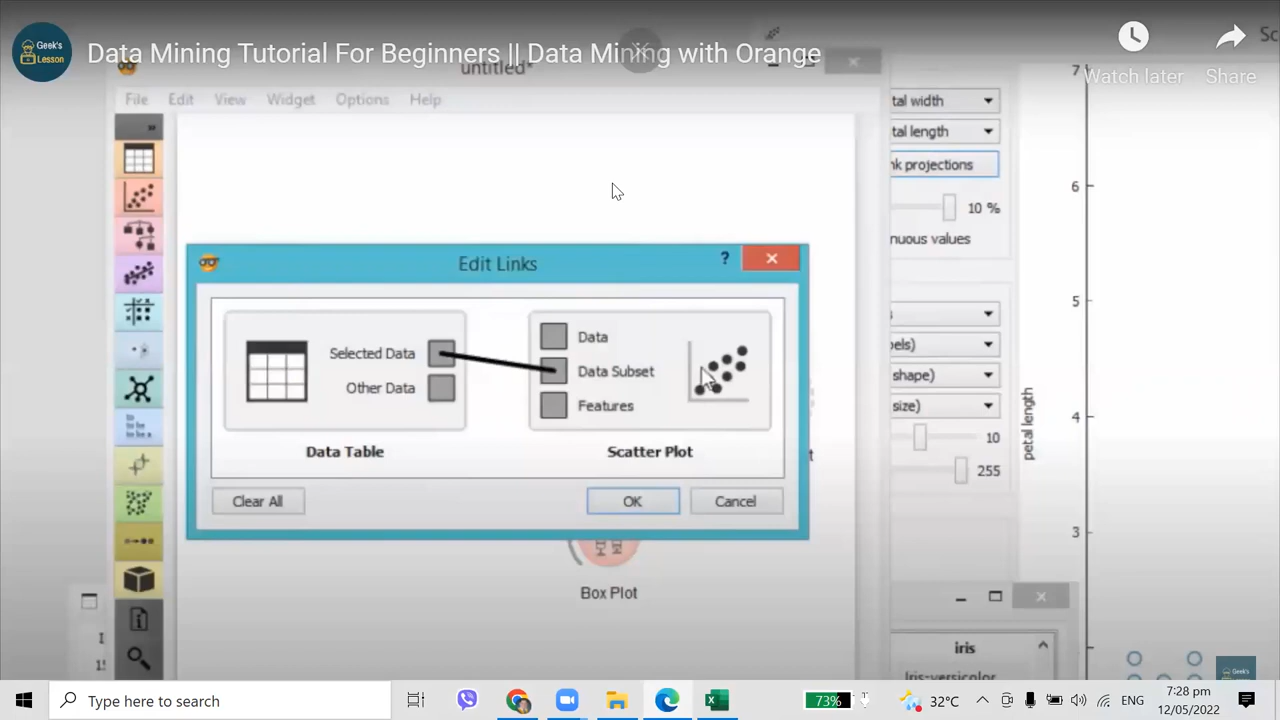 Geek's
Lesson
Data Mining Tutorial For Beginners || Data Mining with Orange
Watch later
Share
Sc
untitled*
File Edit View Widget Options Help
tal width
tal length
nk projections
10 %
nuous values
els)
shape)
size)
10
255
7
6
5
4
3
petal length
Edit Links
?
Selected Data
Other Data
Data Table
Data
Data Subset
Features
Scatter Plot
Clear All
OK
Cancel
Box Plot
iris
Iris-versicolor
Geek's
Type here to search
73%
32°C
ENG
7:28 pm
12/05/2022